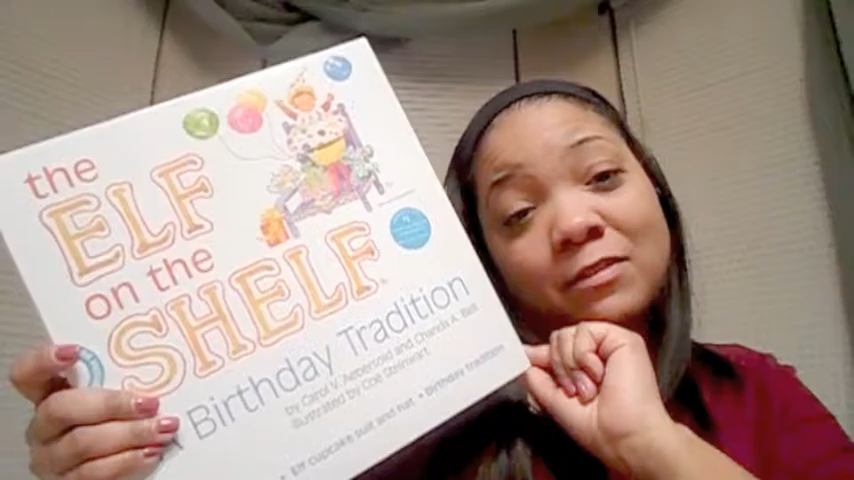 the
ELF
on the
SHELF
A Birthday Tradition
by Carol V. Aebersold and Chanda A. Bell
illustrated by Coë Steinwart
• Elf cupcake suit and hat • Birthday tradition